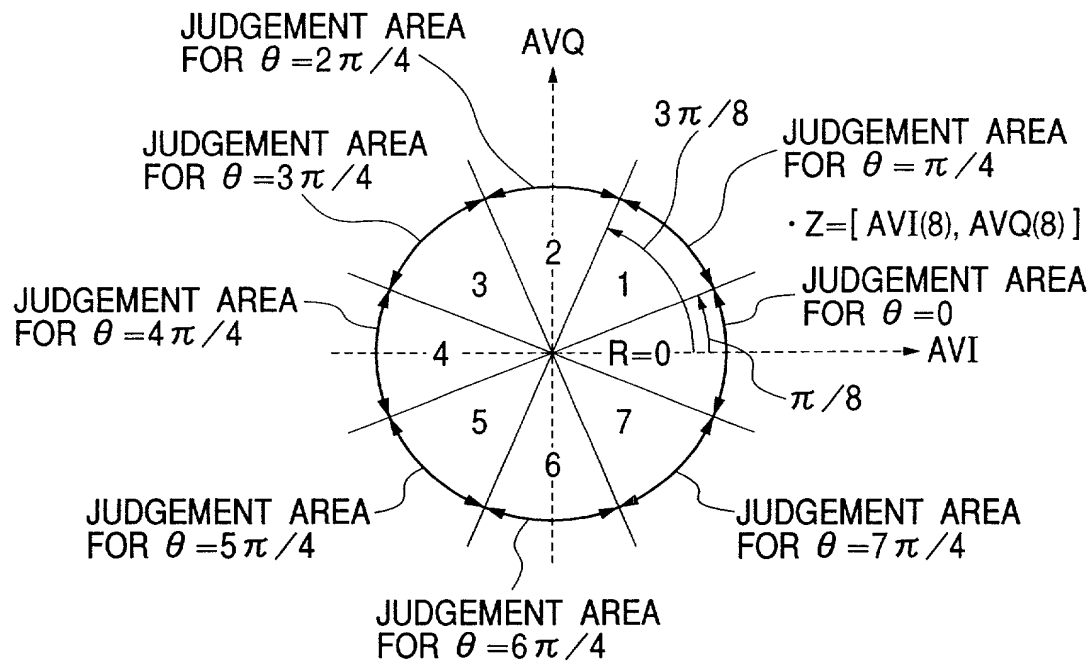 JUDGEMENT AREA
FOR θ =2π/4
AVQ
3π/8
JUDGEMENT AREA
FOR θ = π/4
JUDGEMENT AREA
FOR θ =3π/4
· Z=[ AVI(8), AVQ(8) ]
2
3
1
JUDGEMENT AREA
FOR θ =0
JUDGEMENT AREA
FOR θ =4π/4
4
R=0
AVI
π/8
5
7
6
JUDGEMENT AREA
FOR θ =5π/4
JUDGEMENT AREA
FOR θ =7π/4
JUDGEMENT AREA
FOR θ =6π/4